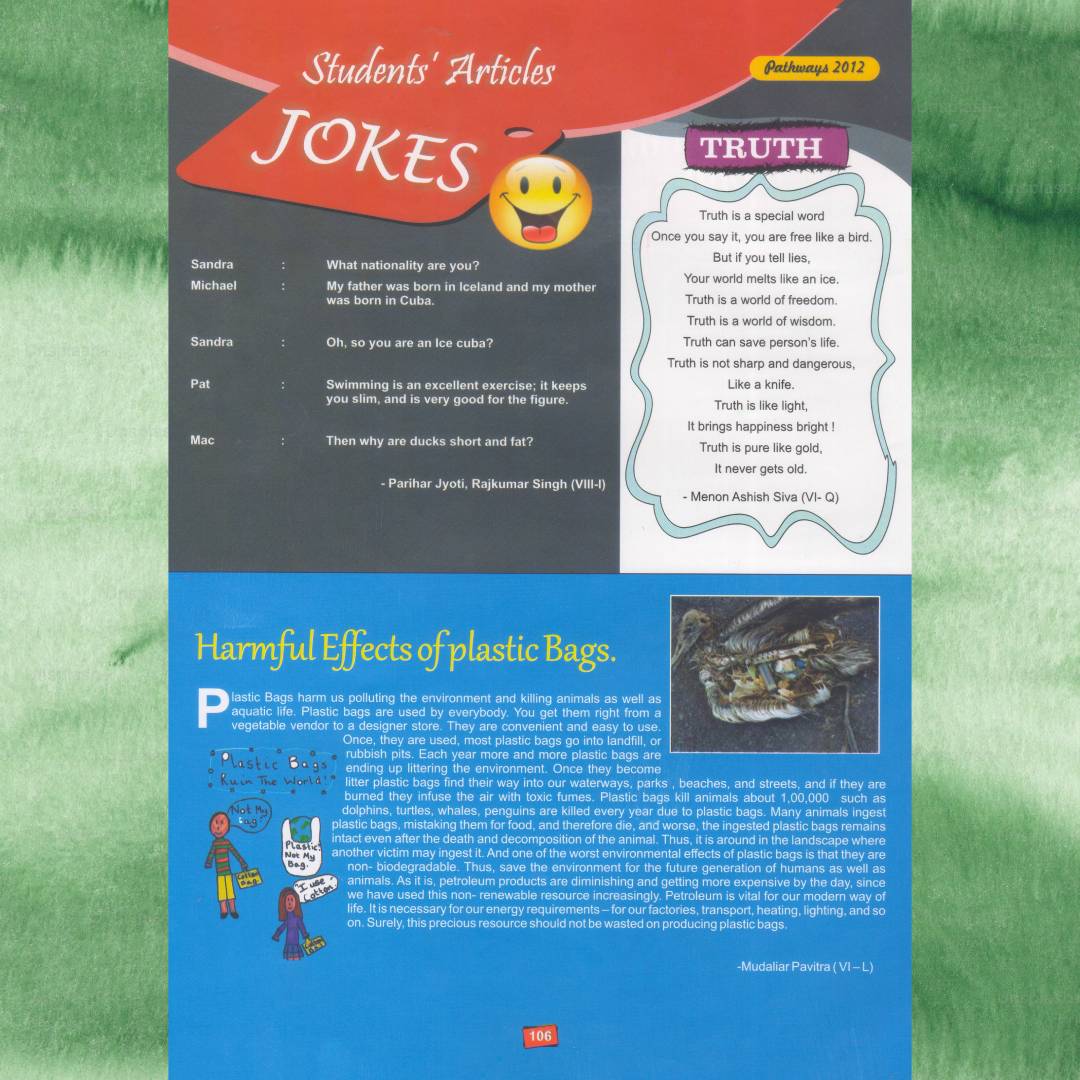 Students' Articles
Pathways 2012
JOKES
Sandra : What nationality are you?
Michael : My father was born in Iceland and my mother
was born in Cuba.
Sandra : Oh, so you are an Ice cuba?
Pat : Swimming is an excellent exercise; it keeps
you slim, and is very good for the figure.
Mac : Then why are ducks short and fat?
- Parihar Jyoti, Rajkumar Singh (VIII-I)
TRUTH
Truth is a special word
Once you say it, you are free like a bird.
But if you tell lies,
Your world melts like an ice.
Truth is a world of freedom.
Truth is a world of wisdom.
Truth can save person's life.
Truth is not sharp and dangerous,
Like a knife.
Truth is like light,
It brings happiness bright !
Truth is pure like gold,
It never gets old.
- Menon Ashish Siva (VI- Q)
Harmful Effects of plastic Bags.
Plastic Bags harm us polluting the environment and killing animals as well as
aquatic life. Plastic bags are used by everybody. You get them right from a
vegetable vendor to a designer store. They are convenient and easy to use.
Once, they are used, most plastic bags go into landfill, or
rubbish pits. Each year more and more plastic bags are
ending up littering the environment. Once they become
litter plastic bags find their way into our waterways, parks , beaches, and streets, and if they are
burned they infuse the air with toxic fumes. Plastic bags kill animals about 1,00,000 such as
dolphins, turtles, whales, penguins are killed every year due to plastic bags. Many animals ingest
plastic bags, mistaking them for food, and therefore die, and worse, the ingested plastic bags remains
intact even after the death and decomposition of the animal. Thus, it is around in the landscape where
another victim may ingest it. And one of the worst environmental effects of plastic bags is that they are
non- biodegradable. Thus, save the environment for the future generation of humans as well as
animals. As it is, petroleum products are diminishing and getting more expensive by the day, since
we have used this non- renewable resource increasingly. Petroleum is vital for our modern way of
life. It is necessary for our energy requirements – for our factories, transport, heating, lighting, and so
on. Surely, this precious resource should not be wasted on producing plastic bags.
-Mudaliar Pavitra ( VI – L)
Plastic Bags
Ruin The World!"
"Not My
Bag
Cotton
Bag
Plastic!
Not My
Bag.
"I use
Cotton"
106